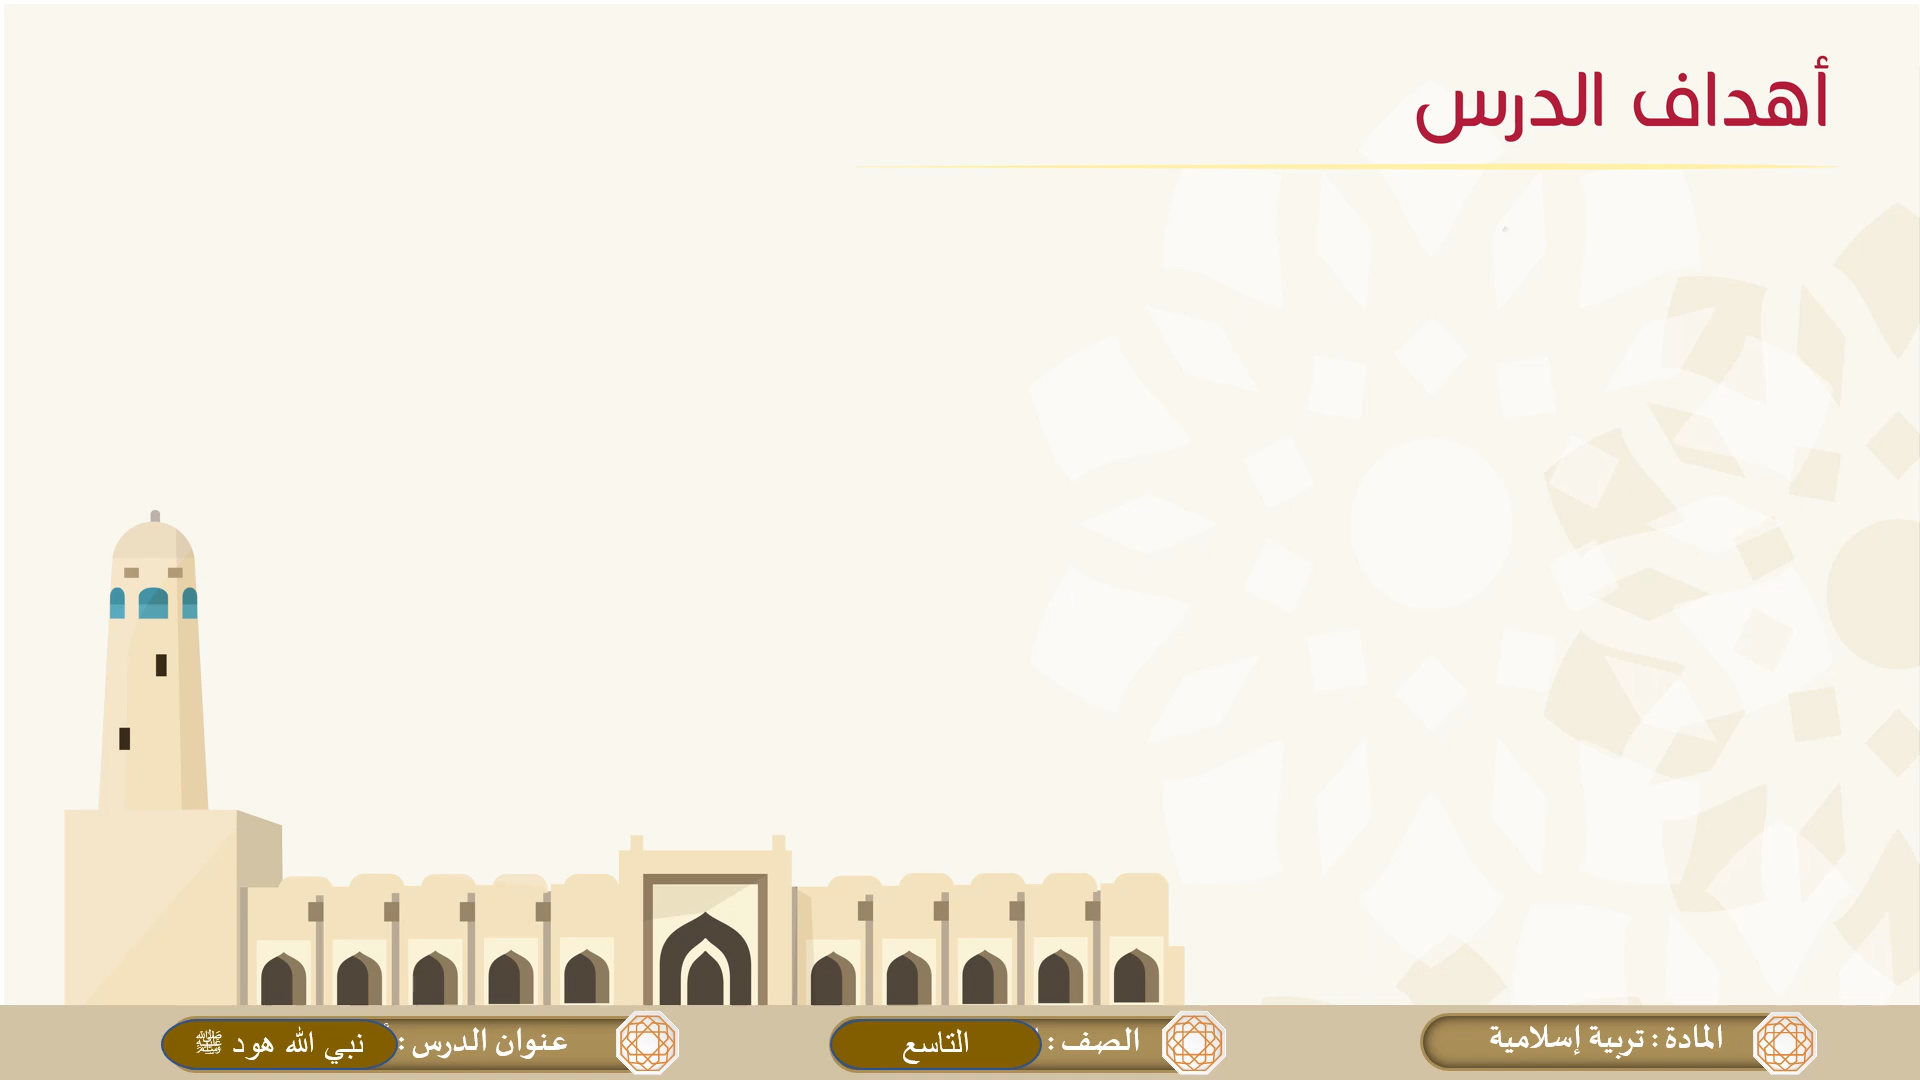 أهداف الدرس
المادة : تربية إسلامية
الصف :
التاسع
عنوان الدرس :
نبي الله هود ﷺ